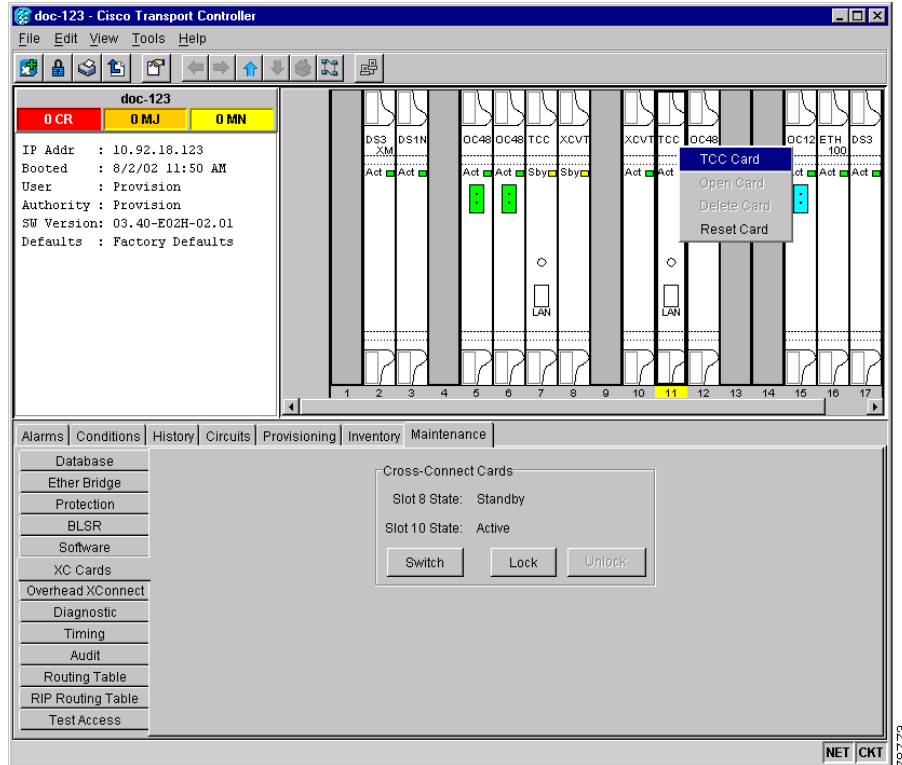 doc-123 - Cisco Transport Controller
File Edit View Tools Help
doc-123
0 CR 0 MJ 0 MN
IP Addr : 10.92.18.123
Booted : 8/2/02 11:50 AM
User : Provision
Authority : Provision
SW Version: 03.40-E02H-02.01
Defaults : Factory Defaults
DS3 XM DS1N OC48 OC48 TCC XCVT XCVT TCC OC48 OC12 ETH 100 DS3
Act Act Act Act Sby Sby Act Act Act Act Act
TCC Card
Open Card
Delete Card
Reset Card
LAN LAN
1 2 3 4 5 6 7 8 9 10 11 12 13 14 15 16 17
Alarms Conditions History Circuits Provisioning Inventory Maintenance
Database
Ether Bridge
Protection
BLSR
Software
XC Cards
Overhead XConnect
Diagnostic
Timing
Audit
Routing Table
RIP Routing Table
Test Access
Cross-Connect Cards
Slot 8 State: Standby
Slot 10 State: Active
Switch Lock Unlock
NET CKT
78779